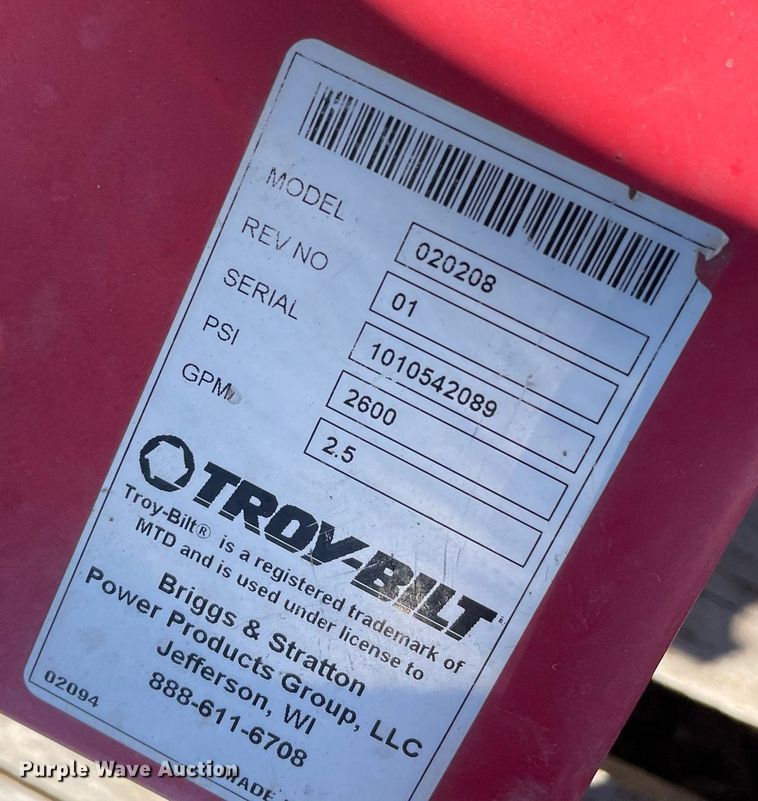 MODEL 020208
REV NO 01
SERIAL 1010542089
PSI 2600
GPM 2.5
TROY-BILT
Troy-Bilt® is a registered trademark of
MTD and is used under license to
Briggs & Stratton
Power Products Group, LLC
Jefferson, WI
888-611-6708
02094
MADE
Purple Wave Auction